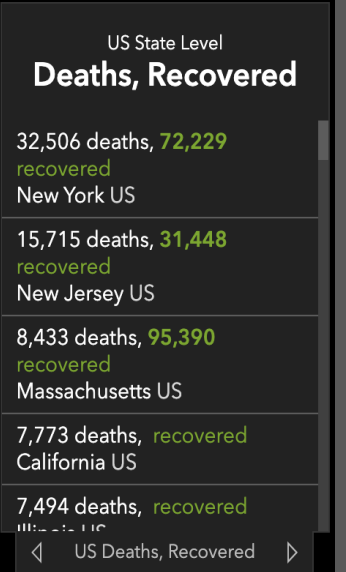 US State Level
Deaths, Recovered
32,506 deaths, 72,229
recovered
New York US
15,715 deaths, 31,448
recovered
New Jersey US
8,433 deaths, 95,390
recovered
Massachusetts US
7,773 deaths, recovered
California US
7,494 deaths, recovered
Illinois US
US Deaths, Recovered